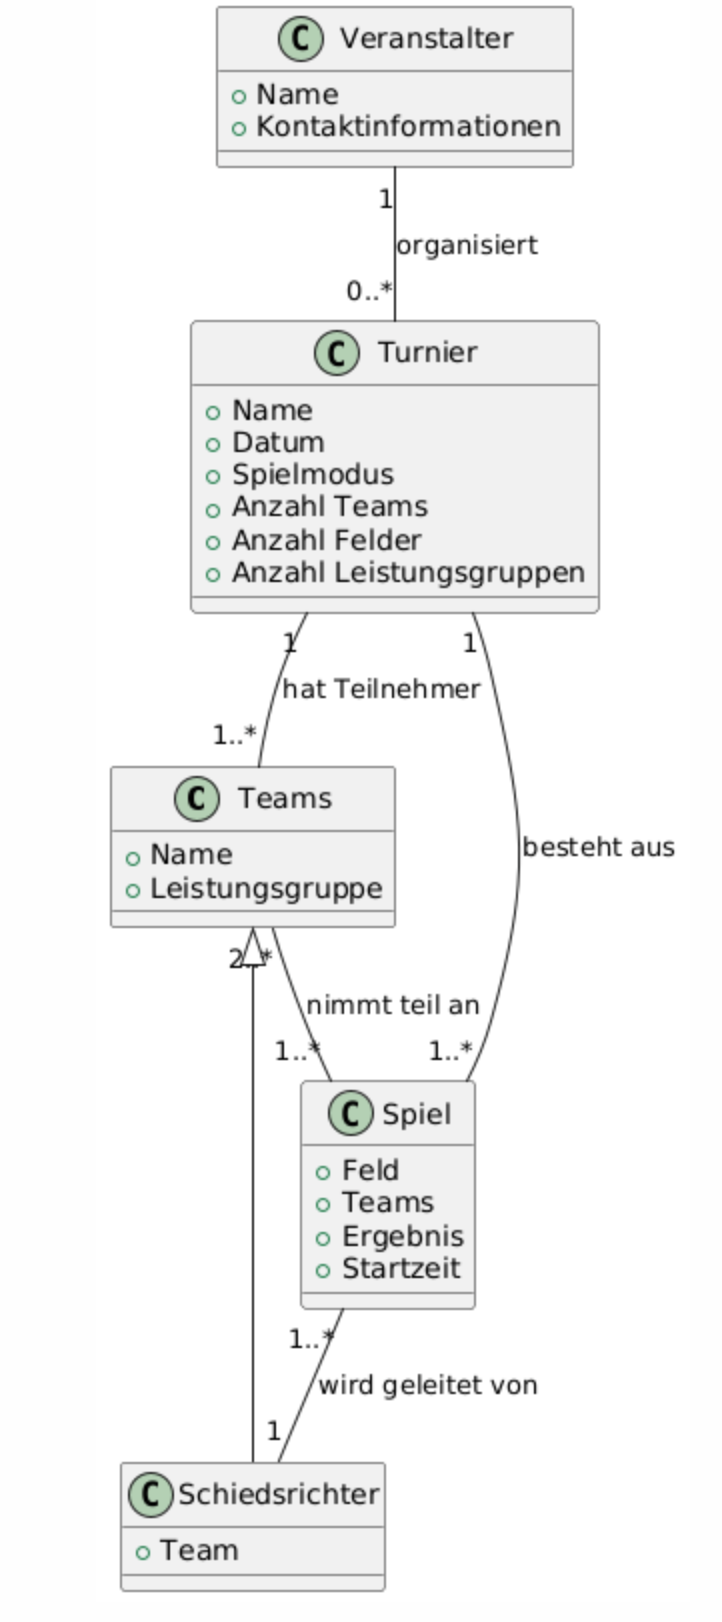 C Veranstalter
Name
Kontaktinformationen
1
organisiert
0..*
C Turnier
Name
Datum
Spielmodus
Anzahl Teams
Anzahl Felder
Anzahl Leistungsgruppen
1
1
hat Teilnehmer
1..*
C Teams
Name
Leistungsgruppe
besteht aus
2..*
nimmt teil an
1..*
1..*
C Spiel
Feld
Teams
Ergebnis
Startzeit
1..*
wird geleitet von
1
C Schiedsrichter
Team